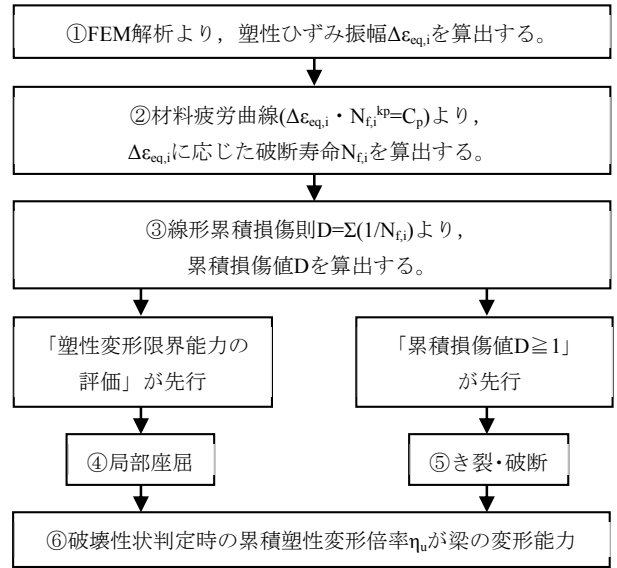 ①FEM解析より，塑性ひずみ振幅Δεeq,iを算出する。
②材料疲労曲線(Δεeq,i・Nf,i^kp=Cp)より，
Δεeq,iに応じた破断寿命Nf,iを算出する。
③線形累積損傷則D=Σ(1/Nf,i)より，
累積損傷値Dを算出する。
「塑性変形限界能力の
評価」が先行
「累積損傷値D≧1」
が先行
④局部座屈
⑤き裂・破断
⑥破壊性状判定時の累積塑性変形倍率ηuが梁の変形能力